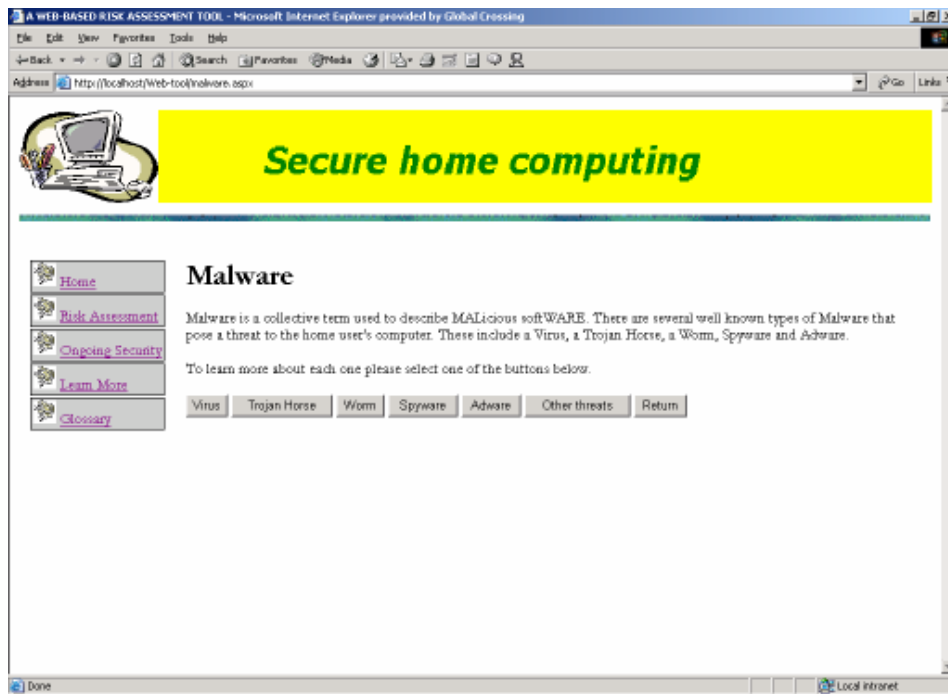 A WEB-BASED RISK ASSESSMENT TOOL - Microsoft Internet Explorer provided by Global Crossing
File Edit View Favorites Tools Help
Back Search Favorites Media
Address http://localhost/Web-tool/malware.aspx Go Links
Secure home computing
Home
Risk Assessment
Ongoing Security
Learn More
Glossary
Malware
Malware is a collective term used to describe MALicious softWARE. There are several well known types of Malware that
pose a threat to the home user's computer. These include a Virus, a Trojan Horse, a Worm, Spyware and Adware.
To learn more about each one please select one of the buttons below.
Virus Trojan Horse Worm Spyware Adware Other threats Return
Done Local intranet